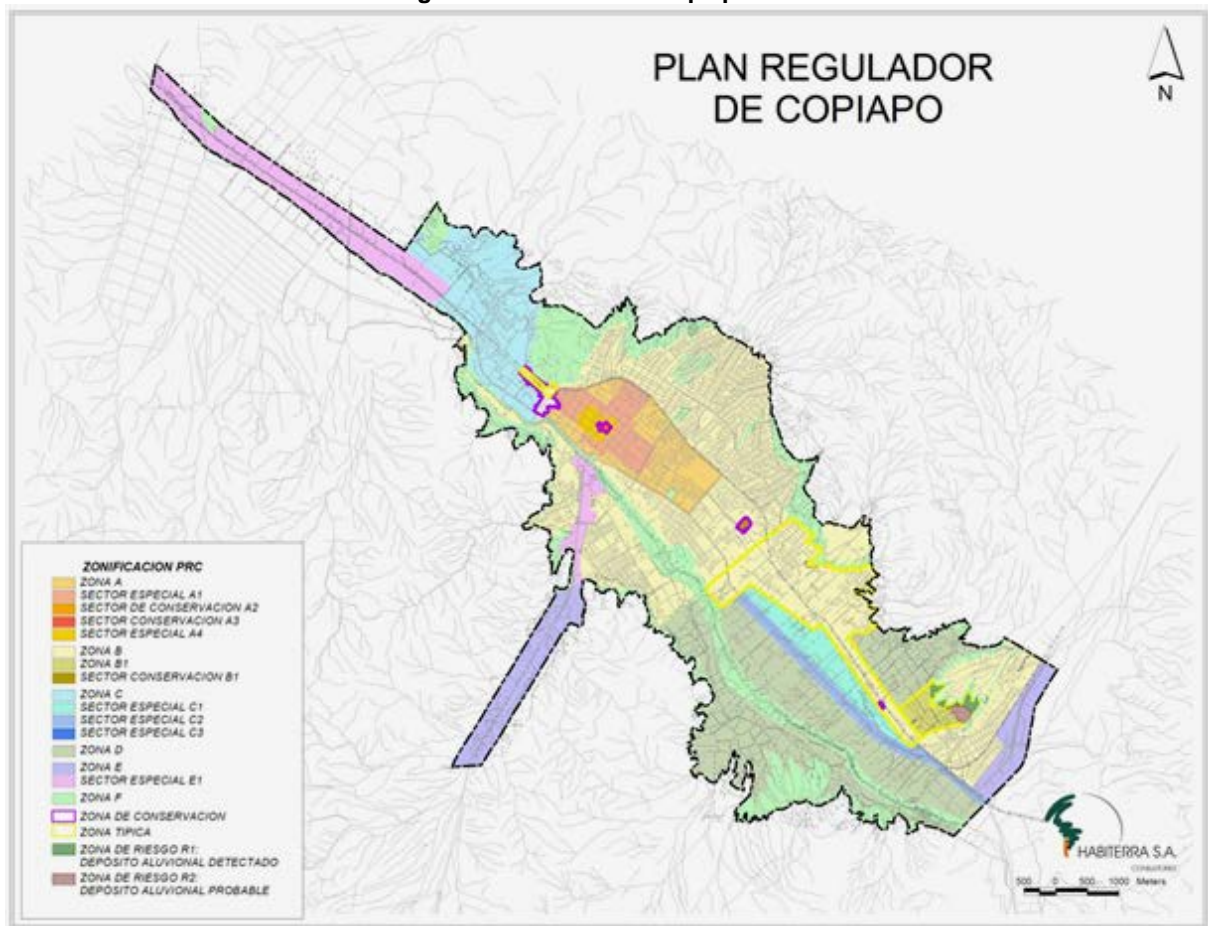 PLAN REGULADOR
DE COPIAPO
N
ZONIFICACION PRC
ZONA A
SECTOR ESPECIAL A1
SECTOR DE CONSERVACION A2
SECTOR CONSERVACION A3
SECTOR ESPECIAL A4
ZONA B
ZONA B1
SECTOR CONSERVACION B1
ZONA C
SECTOR ESPECIAL C1
SECTOR ESPECIAL C2
SECTOR ESPECIAL C3
ZONA D
ZONA E
SECTOR ESPECIAL E1
ZONA F
ZONA DE CONSERVACION
ZONA TIPICA
ZONA DE RIESGO R1:
DEPOSITO ALUVIONAL DETECTADO
ZONA DE RIESGO R2:
DEPOSITO ALUVIONAL PROBABLE
HABITERRA S.A.
500 0 500 1000 Meters